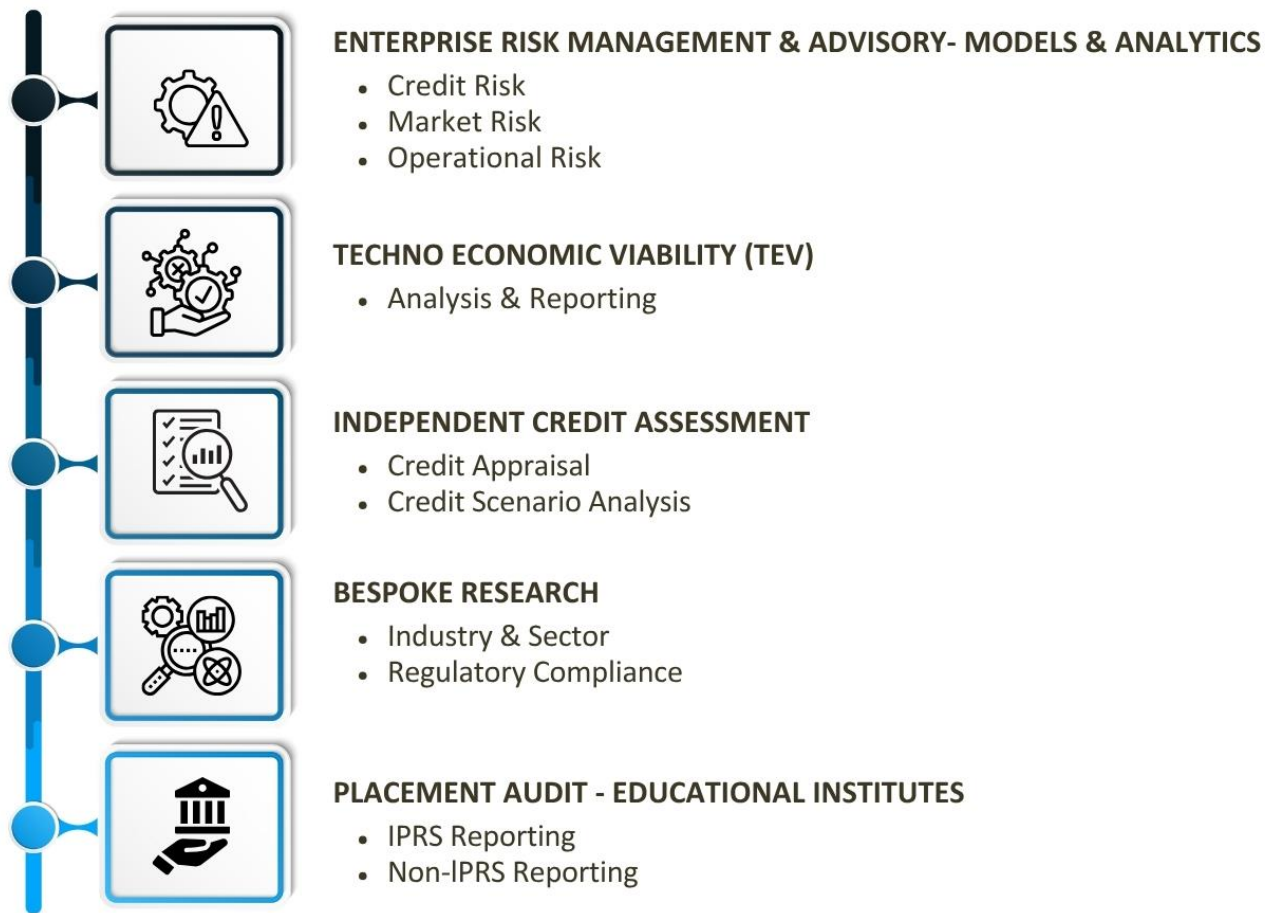 ENTERPRISE RISK MANAGEMENT & ADVISORY- MODELS & ANALYTICS
• Credit Risk
• Market Risk
• Operational Risk
TECHNO ECONOMIC VIABILITY (TEV)
• Analysis & Reporting
INDEPENDENT CREDIT ASSESSMENT
• Credit Appraisal
• Credit Scenario Analysis
BESPOKE RESEARCH
• Industry & Sector
• Regulatory Compliance
PLACEMENT AUDIT - EDUCATIONAL INSTITUTES
• IPRS Reporting
• Non-lPRS Reporting